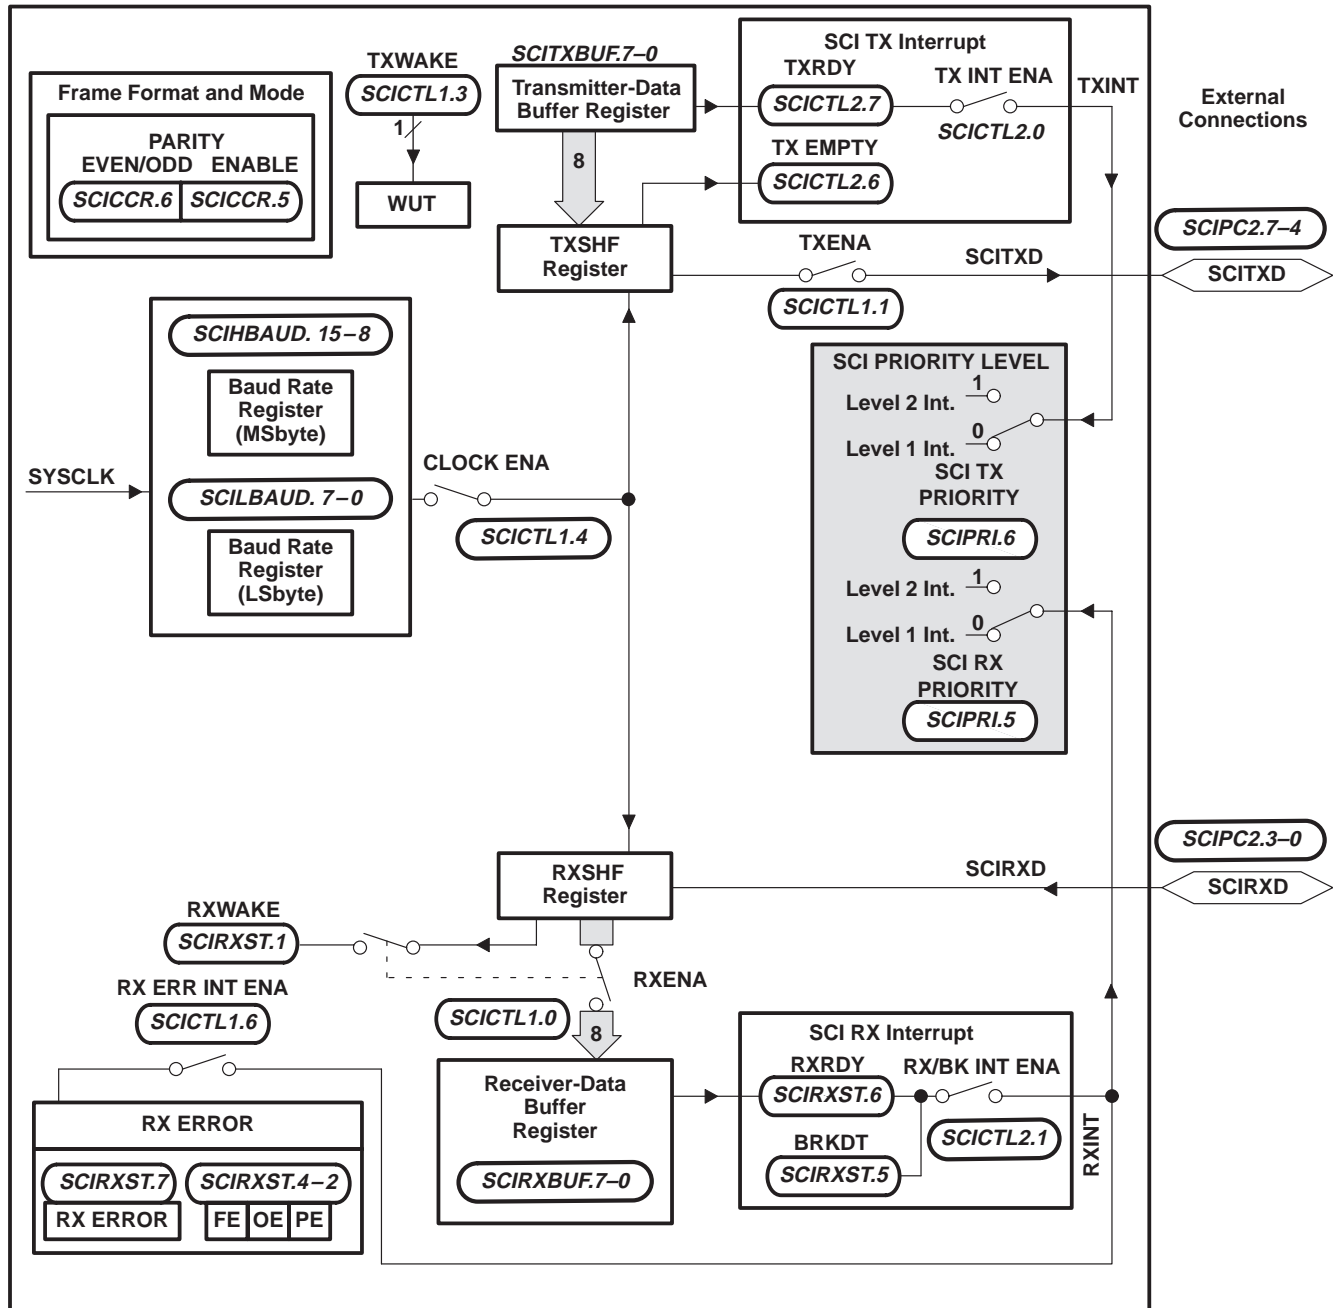 Frame Format and Mode
PARITY
EVEN/ODD ENABLE
SCICCR.6 SCICCR.5
TXWAKE
SCICTL1.3
1
WUT
SCITXBUF.7–0
Transmitter-Data
Buffer Register
8
TXSHF
Register
SCI TX Interrupt
TXRDY
SCICTL2.7
TX INT ENA
SCICTL2.0
TX EMPTY
SCICTL2.6
TXINT
External
Connections
TXENA
SCICTL1.1
SCITXD
SCIPC2.7–4
SCITXD
SCIHBAUD. 15–8
Baud Rate
Register
(MSbyte)
SYSCLK
SCILBAUD. 7–0
Baud Rate
Register
(LSbyte)
CLOCK ENA
SCICTL1.4
SCI PRIORITY LEVEL
Level 2 Int. 1
Level 1 Int. 0
SCI TX
PRIORITY
SCIPRI.6
Level 2 Int. 1
Level 1 Int. 0
SCI RX
PRIORITY
SCIPRI.5
RXSHF
Register
SCIRXD
SCIPC2.3–0
SCIRXD
RXWAKE
SCIRXST.1
RX ERR INT ENA
SCICTL1.6
RXENA
SCICTL1.0
8
Receiver-Data
Buffer
Register
SCIRXBUF.7–0
SCI RX Interrupt
RXRDY
SCIRXST.6
RX/BK INT ENA
SCICTL2.1
BRKDT
SCIRXST.5
RXINT
RX ERROR
SCIRXST.7 SCIRXST.4–2
RX ERROR FE OE PE